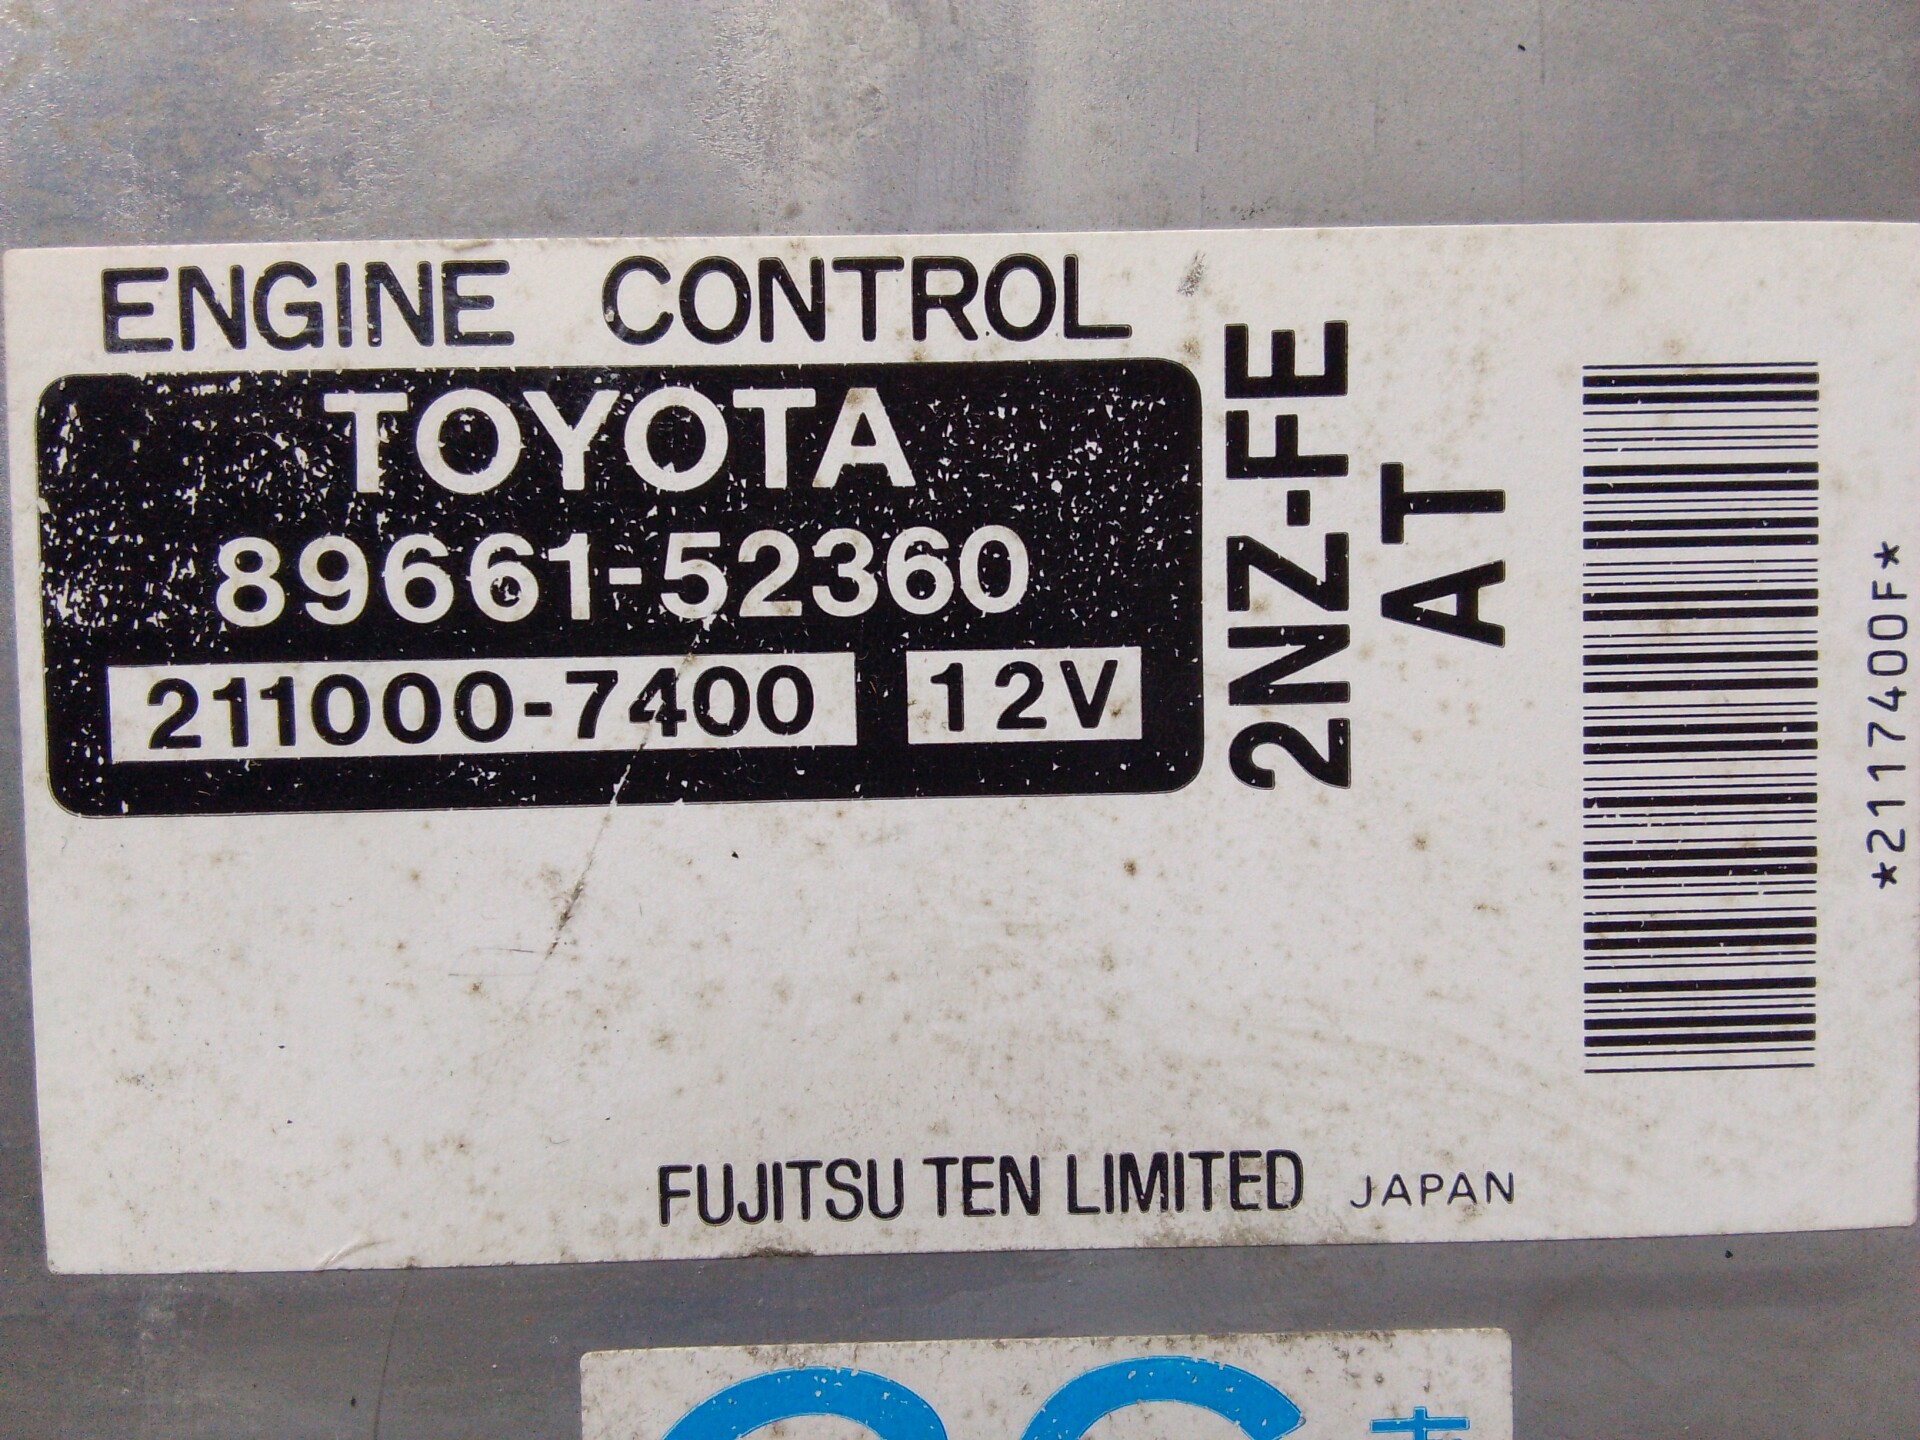 ENGINE CONTROL
TOYOTA
89661-52360
211000-7400 12V
2NZ-FE
AT
*2117400F*
FUJITSU TEN LIMITED JAPAN